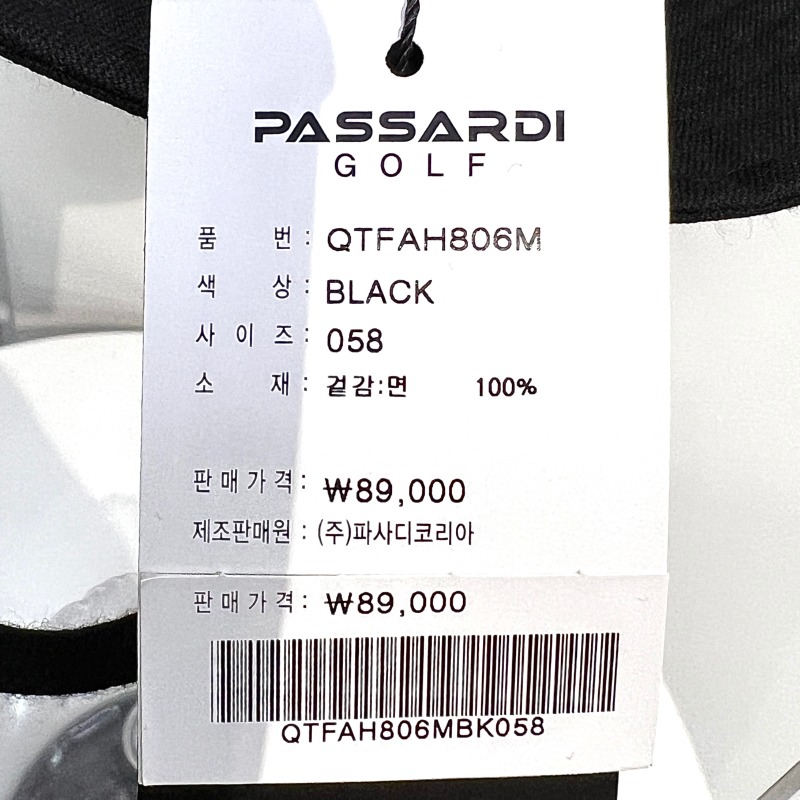 PASSARDI
GOLF
품 번 : QTFAH806M
색 상 : BLACK
사 이 즈 : 058
소 재 : 겉감:면 100%
판 매 가 격 : ₩89,000
제조판매원 : (주)파사디코리아
판 매 가 격 : ₩89,000
QTFAH806MBK058